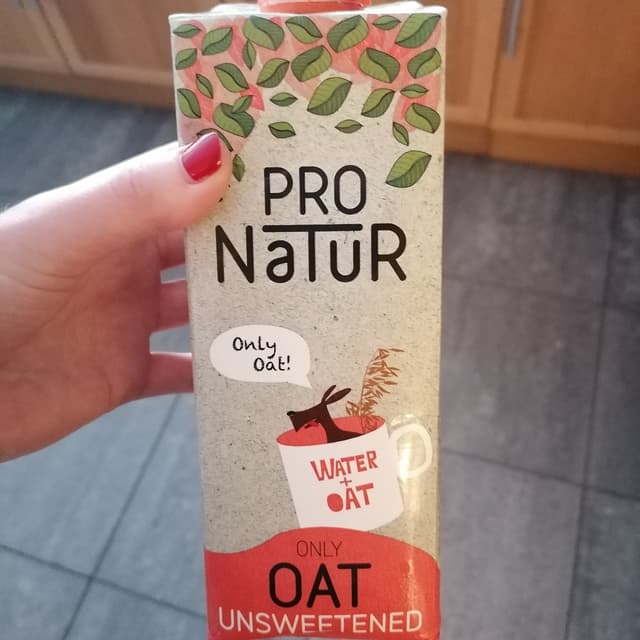 PRO
NaTUR
Only
Oat!
WATER
+
OAT
ONLY
OAT
UNSWEETENED